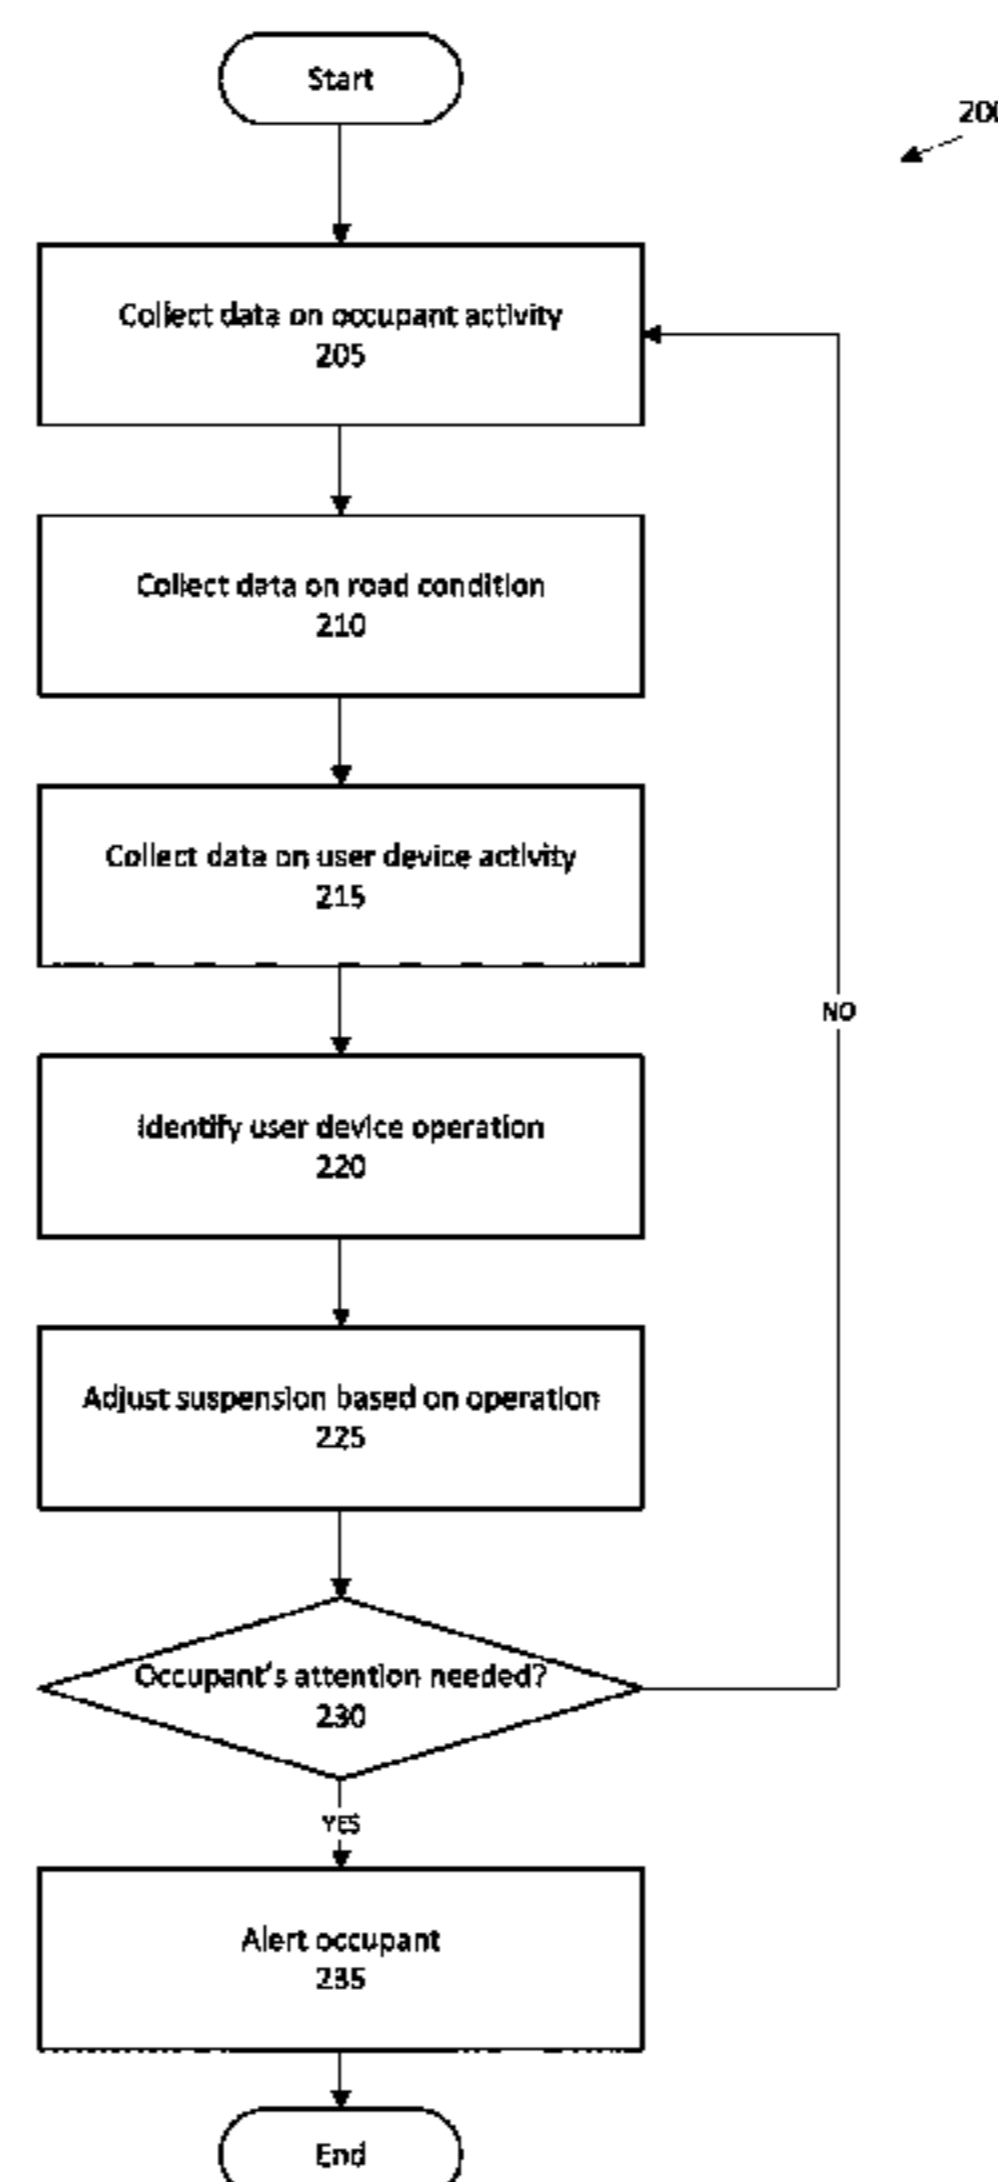 Start
200
Collect data on occupant activity
205
Collect data on road condition
210
Collect data on user device activity
215
NO
Identify user device operation
220
Adjust suspension based on operation
225
Occupant's attention needed?
230
YES
Alert occupant
235
End